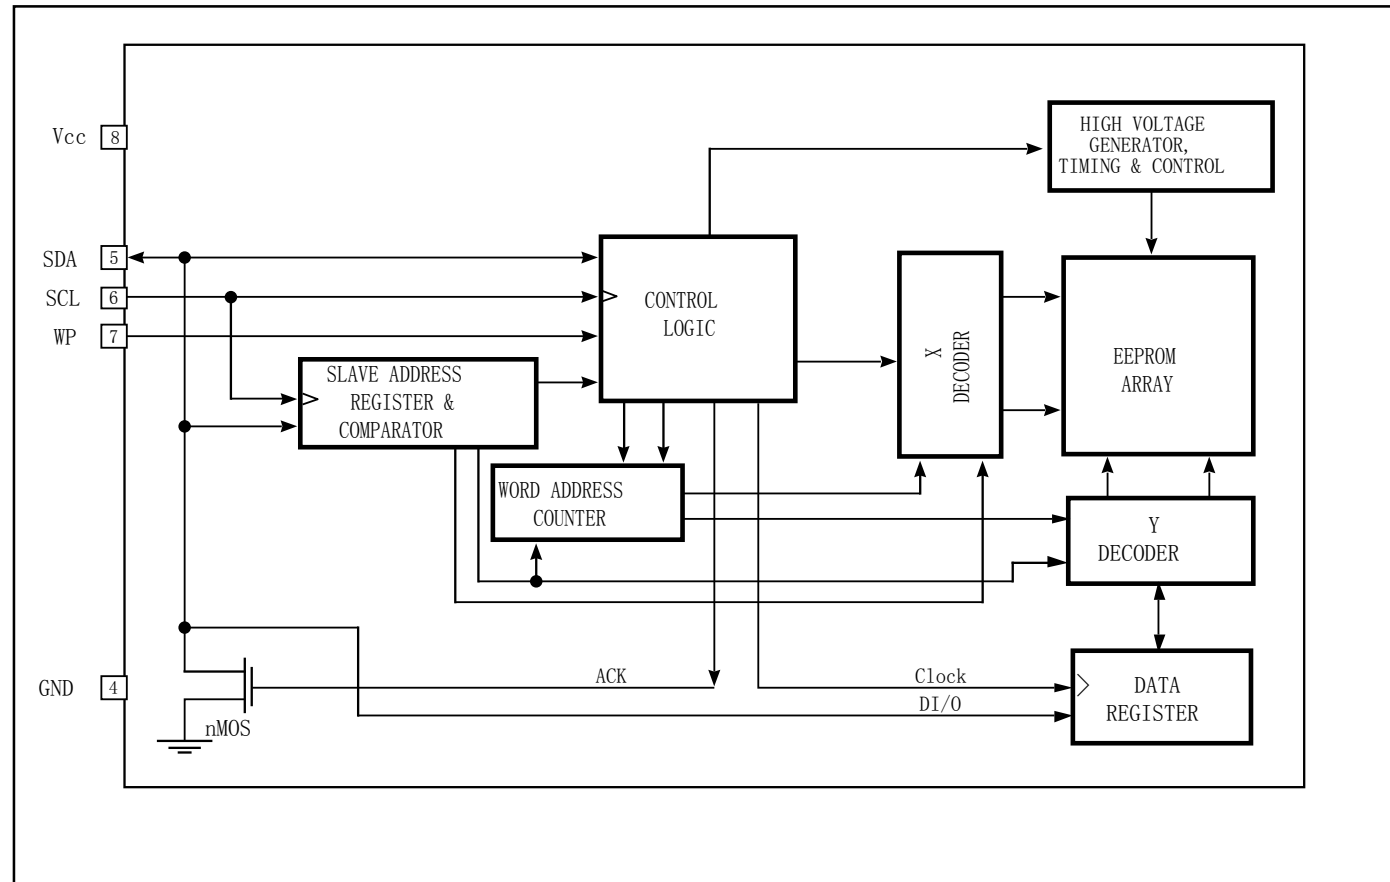 Vcc 8
HIGH VOLTAGE
GENERATOR,
TIMING & CONTROL
SDA 5
SCL 6
WP 7
CONTROL
LOGIC
X
DECODER
EEPROM
ARRAY
SLAVE ADDRESS
REGISTER &
COMPARATOR
WORD ADDRESS
COUNTER
Y
DECODER
GND 4
nMOS
ACK
Clock
DI/O
DATA
REGISTER